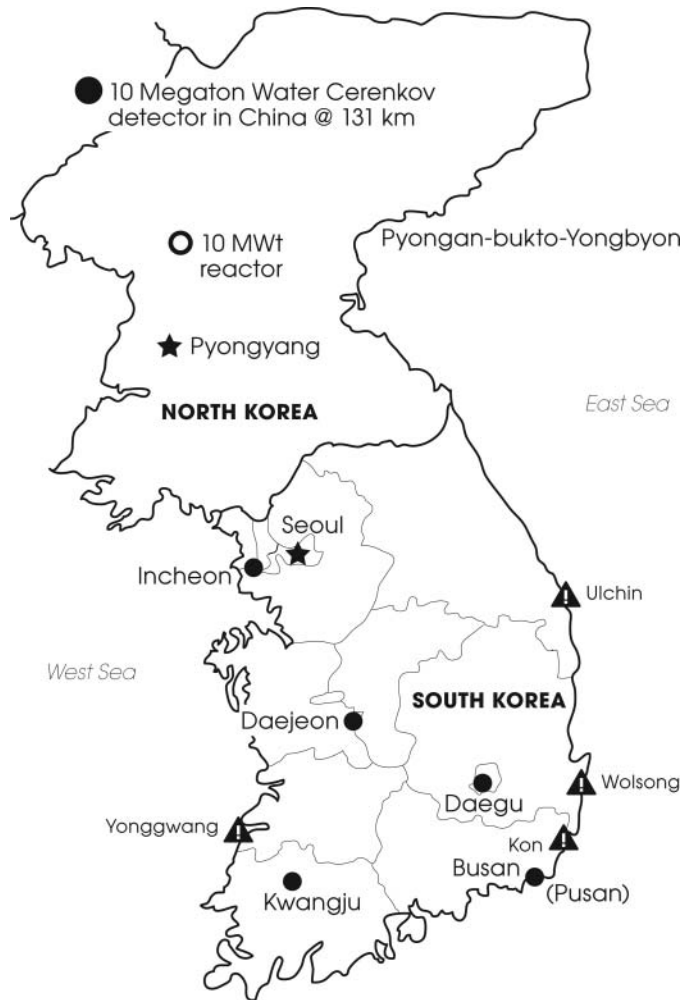 10 Megaton Water Cerenkov
detector in China @ 131 km
Pyongan-bukto-Yongbyon
10 MWt
reactor
Pyongyang
East Sea
NORTH KOREA
Seoul
Incheon
Ulchin
West Sea
SOUTH KOREA
Daejeon
Wolsong
Daegu
Yonggwang
Kon
Busan
(Pusan)
Kwangju